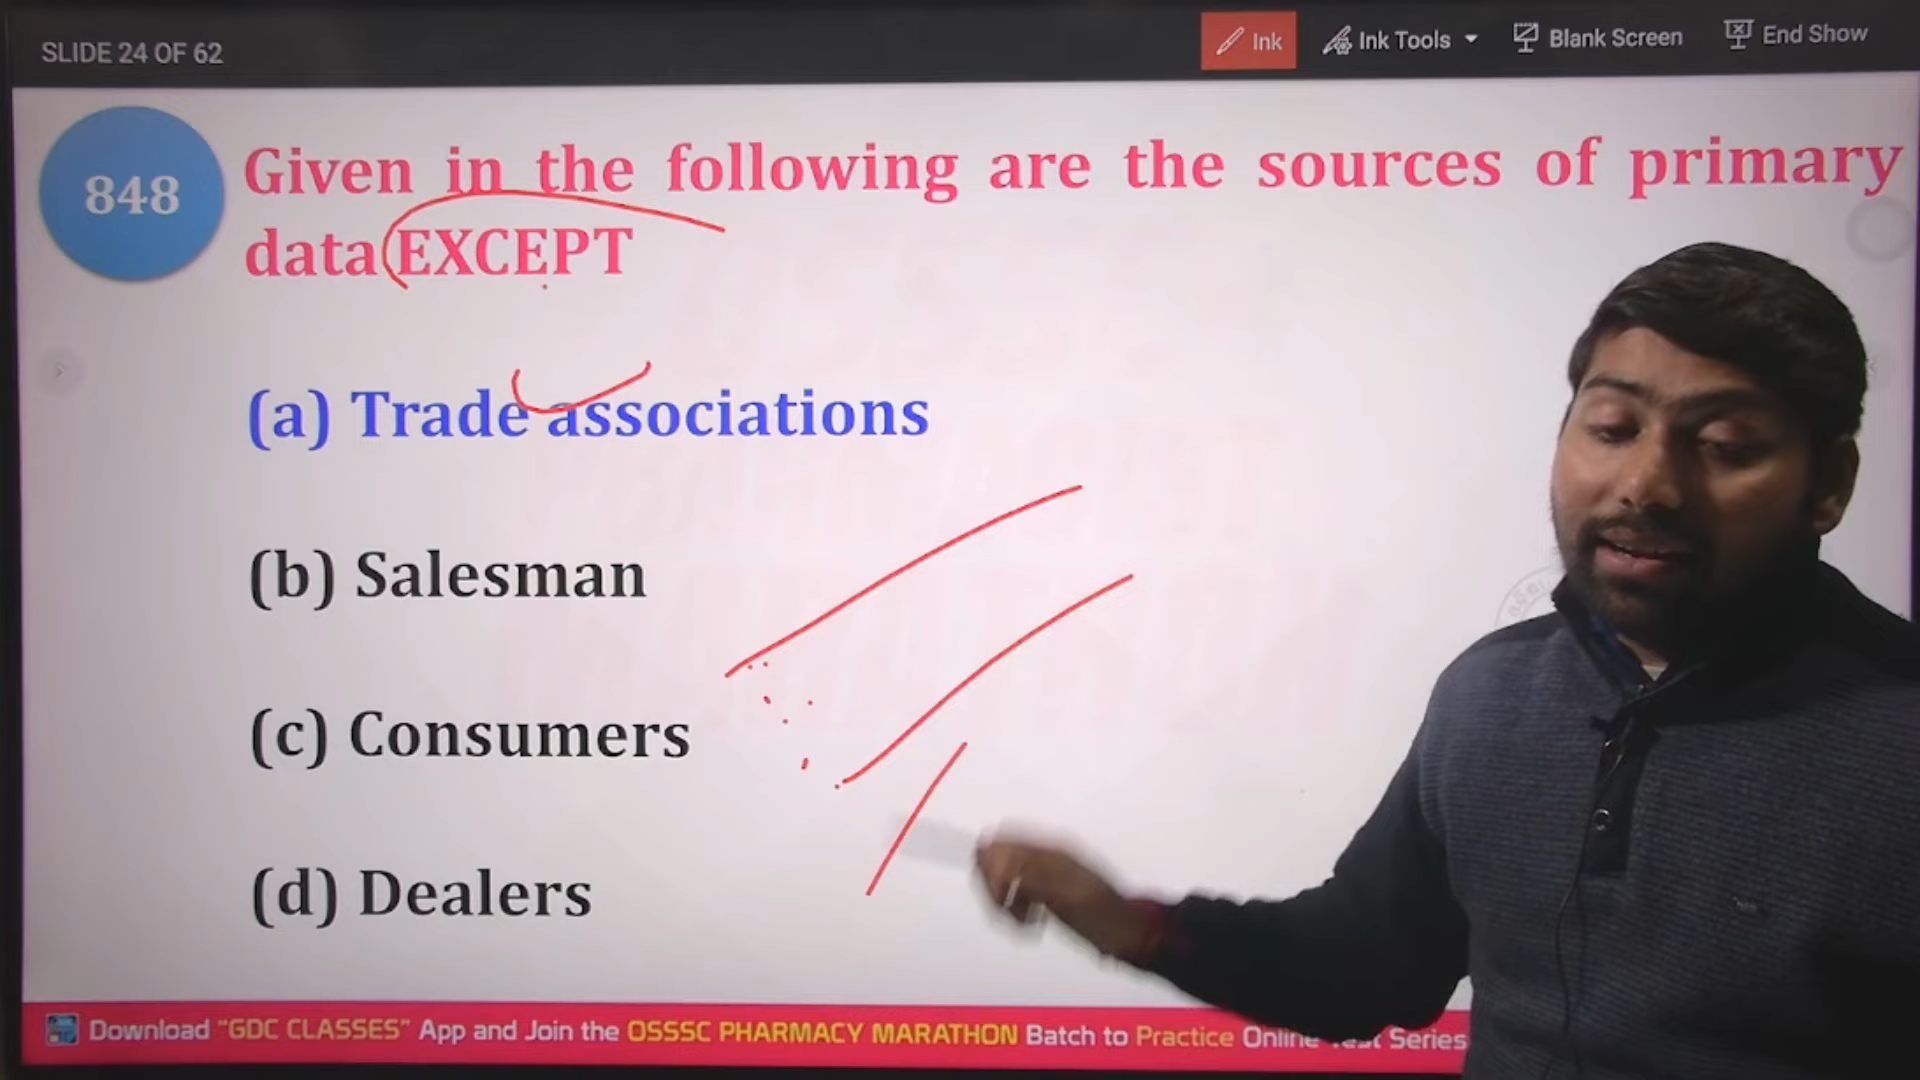 SLIDE 24 OF 62
Ink
Ink Tools
Blank Screen
End Show
848
Given in the following are the sources of primary
data EXCEPT
(a) Trade associations
(b) Salesman
(c) Consumers
(d) Dealers
Download "GDC CLASSES" App and Join the OSSSC PHARMACY MARATHON Batch to Practice Online Test Series